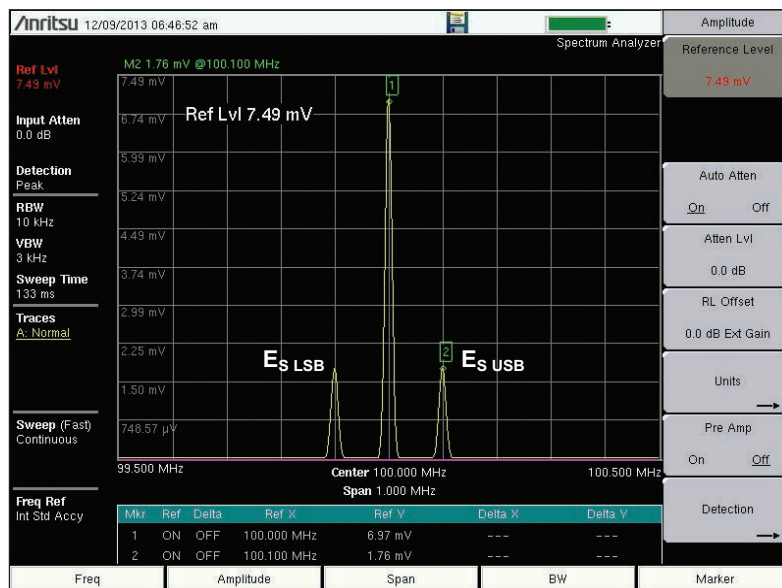 Anritsu 12/09/2013 06:46:52 am
Spectrum Analyzer
M2 1.76 mV @100.100 MHz
Ref Lvl
7.49 mV
Input Atten
0.0 dB
Detection
Peak
RBW
10 kHz
VBW
3 kHz
Sweep Time
133 ms
Traces
A: Normal
Sweep (Fast)
Continuous
Freq Ref
Int Std Accy
7.49 mV
6.74 mV
5.99 mV
5.24 mV
4.49 mV
3.74 mV
2.99 mV
2.25 mV
1.50 mV
748.57 µV
Ref Lvl 7.49 mV
1
2
ES LSB
ES USB
99.500 MHz
Center 100.000 MHz
100.500 MHz
Span 1.000 MHz
Mkr Ref Delta Ref X Ref Y Delta X Delta Y
1 ON OFF 100.000 MHz 6.97 mV --- ---
2 ON OFF 100.100 MHz 1.76 mV --- ---
Amplitude
Reference Level
7.49 mV
Auto Atten
On Off
Atten Lvl
0.0 dB
RL Offset
0.0 dB Ext Gain
Units
Pre Amp
On Off
Detection
Freq Amplitude Span BW Marker